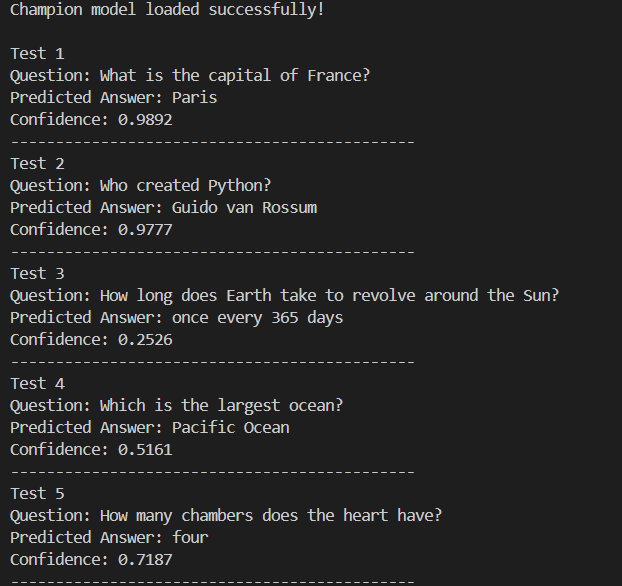 Champion model loaded successfully!
Test 1
Question: What is the capital of France?
Predicted Answer: Paris
Confidence: 0.9892
---------------------------------------------
Test 2
Question: Who created Python?
Predicted Answer: Guido van Rossum
Confidence: 0.9777
---------------------------------------------
Test 3
Question: How long does Earth take to revolve around the Sun?
Predicted Answer: once every 365 days
Confidence: 0.2526
---------------------------------------------
Test 4
Question: Which is the largest ocean?
Predicted Answer: Pacific Ocean
Confidence: 0.5161
---------------------------------------------
Test 5
Question: How many chambers does the heart have?
Predicted Answer: four
Confidence: 0.7187
---------------------------------------------